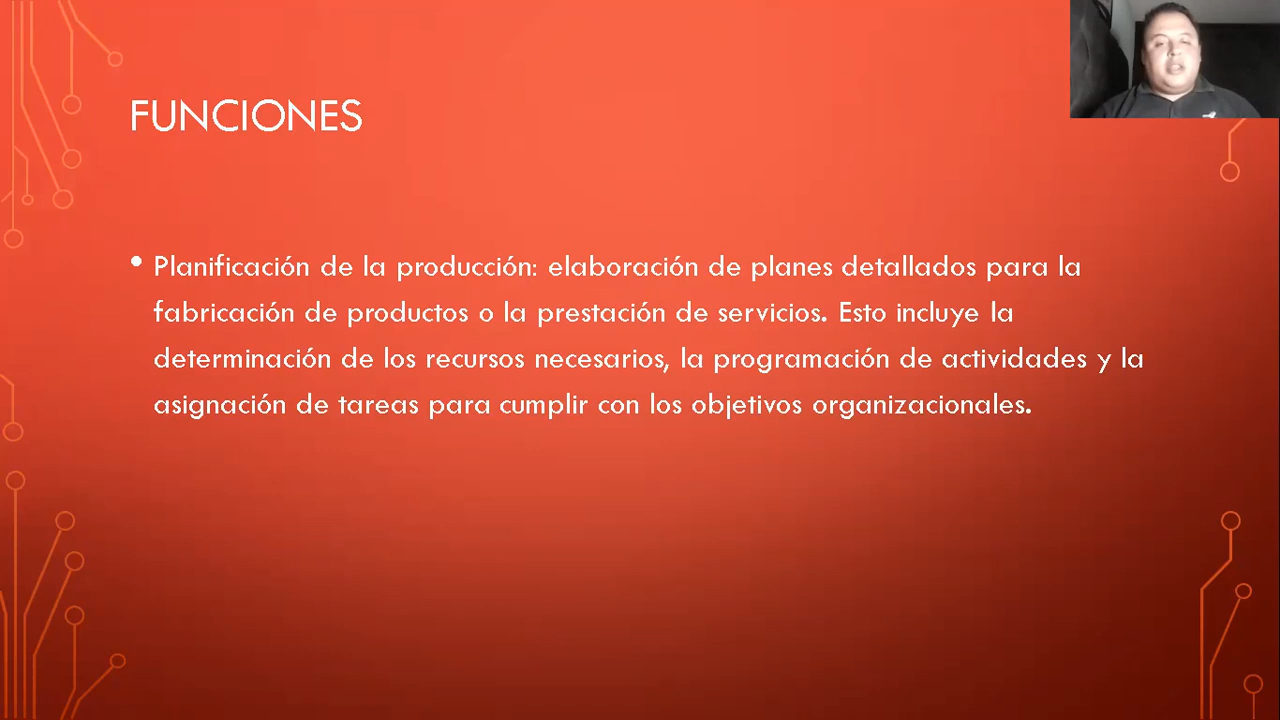 FUNCIONES
• Planificación de la producción: elaboración de planes detallados para la
fabricación de productos o la prestación de servicios. Esto incluye la
determinación de los recursos necesarios, la programación de actividades y la
asignación de tareas para cumplir con los objetivos organizacionales.